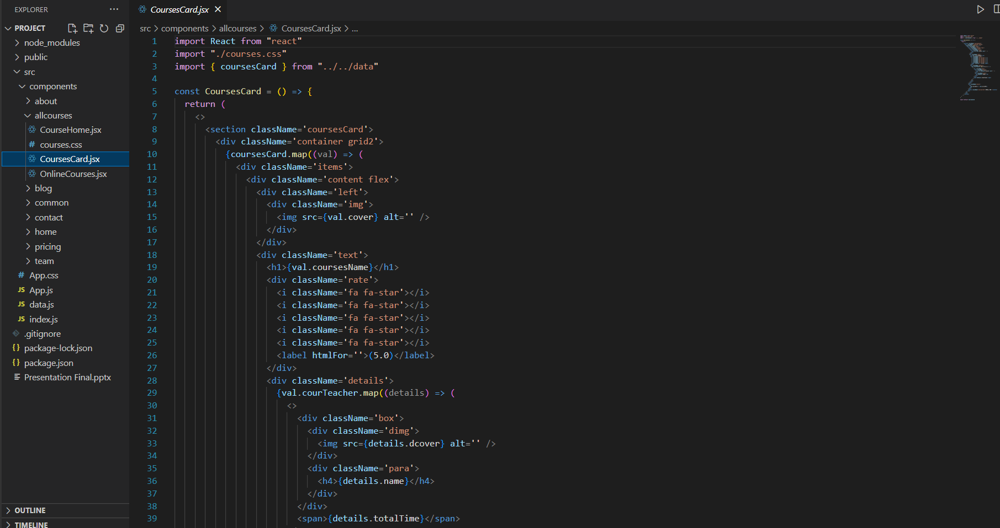 EXPLORER
PROJECT
node_modules
public
src
components
about
allcourses
CourseHome.jsx
# courses.css
CoursesCard.jsx
OnlineCourses.jsx
blog
common
contact
home
pricing
team
# App.css
JS App.js
JS data.js
JS index.js
.gitignore
{} package-lock.json
{} package.json
Presentation Final.pptx
OUTLINE
TIMELINE
CoursesCard.jsx
src > components > allcourses > CoursesCard.jsx > ...
1 import React from "react"
2 import "./courses.css"
3 import { coursesCard } from "../../data"
4
5 const CoursesCard = () => {
6 return (
7 <>
8 <section className='coursesCard'>
9 <div className='container grid2'>
10 {coursesCard.map((val) => (
11 <div className='items'>
12 <div className='content flex'>
13 <div className='left'>
14 <div className='img'>
15 <img src={val.cover} alt='' />
16 </div>
17 </div>
18 <div className='text'>
19 <h1>{val.coursesName}</h1>
20 <div className='rate'>
21 <i className='fa fa-star'></i>
22 <i className='fa fa-star'></i>
23 <i className='fa fa-star'></i>
24 <i className='fa fa-star'></i>
25 <i className='fa fa-star'></i>
26 <label htmlFor=''>(5.0)</label>
27 </div>
28 <div className='details'>
29 {val.courTeacher.map((details) => (
30 <>
31 <div className='box'>
32 <div className='dimg'>
33 <img src={details.dcover} alt='' />
34 </div>
35 <div className='para'>
36 <h4>{details.name}</h4>
37 </div>
38 </div>
39 <span>{details.totalTime}</span>